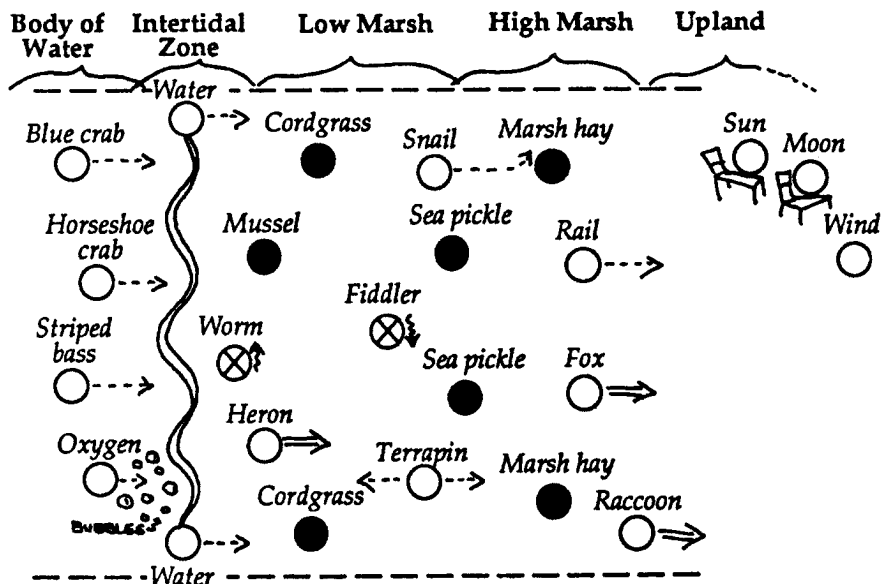 Body of
Water
Intertidal
Zone
Low Marsh
High Marsh
Upland
Water
Blue crab
Cordgrass
Snail
Marsh hay
Sun
Moon
Horseshoe
crab
Mussel
Sea pickle
Rail
Wind
Striped
bass
Worm
Fiddler
Sea pickle
Fox
Heron
Oxygen
Terrapin
Marsh hay
Cordgrass
Raccoon
BUBBLES
Water